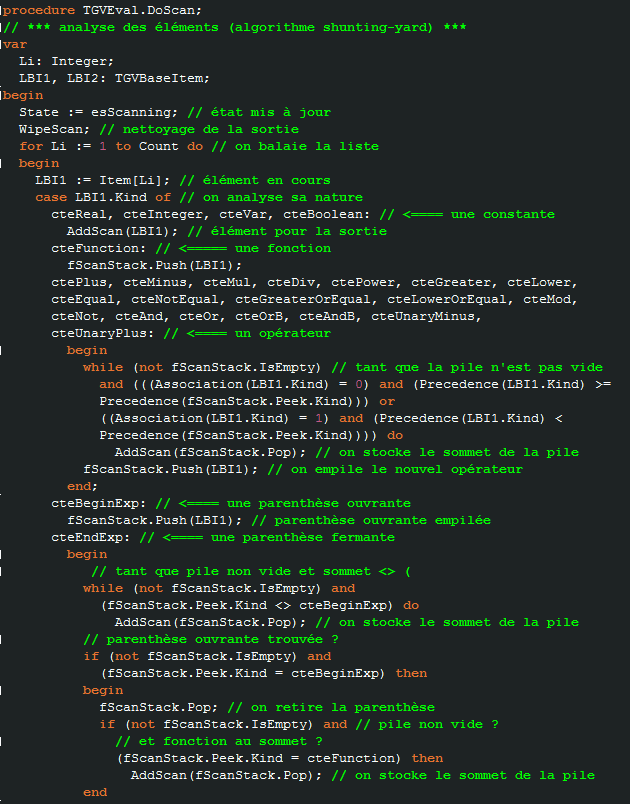 procedure TGVEval.DoScan;
// *** analyse des éléments (algorithme shunting-yard) ***
var
  Li: Integer;
  LBI1, LBI2: TGVBaseItem;
begin
  State := esScanning; // état mis à jour
  WipeScan; // nettoyage de la sortie
  for Li := 1 to Count do // on balaie la liste
  begin
    LBI1 := Item[Li]; // élément en cours
    case LBI1.Kind of // on analyse sa nature
      cteReal, cteInteger, cteVar, cteBoolean: // <==== une constante
        AddScan(LBI1); // élément pour la sortie
      cteFunction: // <===== une fonction
        fScanStack.Push(LBI1);
      ctePlus, cteMinus, cteMul, cteDiv, ctePower, cteGreater, cteLower,
      cteEqual, cteNotEqual, cteGreaterOrEqual, cteLowerOrEqual, cteMod,
      cteNot, cteAnd, cteOr, cteOrB, cteAndB, cteUnaryMinus,
      cteUnaryPlus: // <==== un opérateur
        begin
          while (not fScanStack.IsEmpty) // tant que la pile n'est pas vide
            and (((Association(LBI1.Kind) = 0) and (Precedence(LBI1.Kind) >=
            Precedence(fScanStack.Peek.Kind))) or
            ((Association(LBI1.Kind) = 1) and (Precedence(LBI1.Kind) <
            Precedence(fScanStack.Peek.Kind)))) do
              AddScan(fScanStack.Pop); // on stocke le sommet de la pile
          fScanStack.Push(LBI1); // on empile le nouvel opérateur
        end;
      cteBeginExp: // <==== une parenthèse ouvrante
        fScanStack.Push(LBI1); // parenthèse ouvrante empilée
      cteEndExp: // <==== une parenthèse fermante
        begin
           // tant que pile non vide et sommet <> (
          while (not fScanStack.IsEmpty) and
            (fScanStack.Peek.Kind <> cteBeginExp) do
              AddScan(fScanStack.Pop); // on stocke le sommet de la pile
          // parenthèse ouvrante trouvée ?
          if (not fScanStack.IsEmpty) and
            (fScanStack.Peek.Kind = cteBeginExp) then
          begin
            fScanStack.Pop; // on retire la parenthèse
            if (not fScanStack.IsEmpty) and // pile non vide ?
              // et fonction au sommet ?
              (fScanStack.Peek.Kind = cteFunction) then
                AddScan(fScanStack.Pop); // on stocke le sommet de la pile
          end